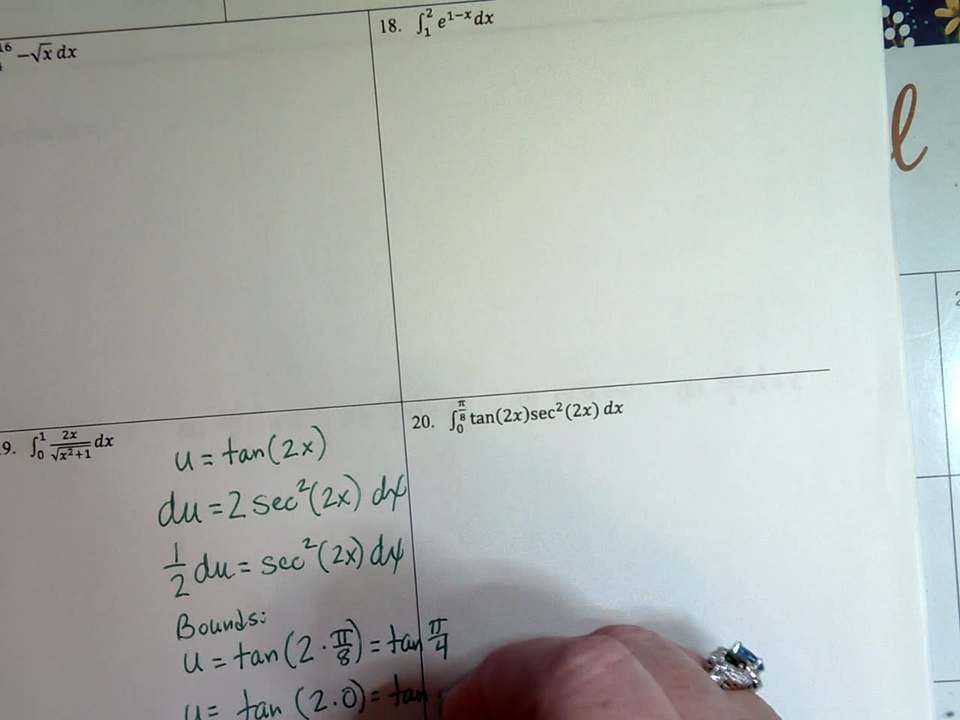 16 −√x dx
18. ∫₁² e^(1−x) dx
9. ∫₀¹ 2x/√(x²+1) dx
20. ∫₀^(π/8) tan(2x)sec²(2x) dx
u = tan(2x)
du = 2 sec²(2x) dx
1/2 du = sec²(2x) dx
Bounds:
u = tan(2·π/8) = tan π/4
u = tan (2·0) = tan
l